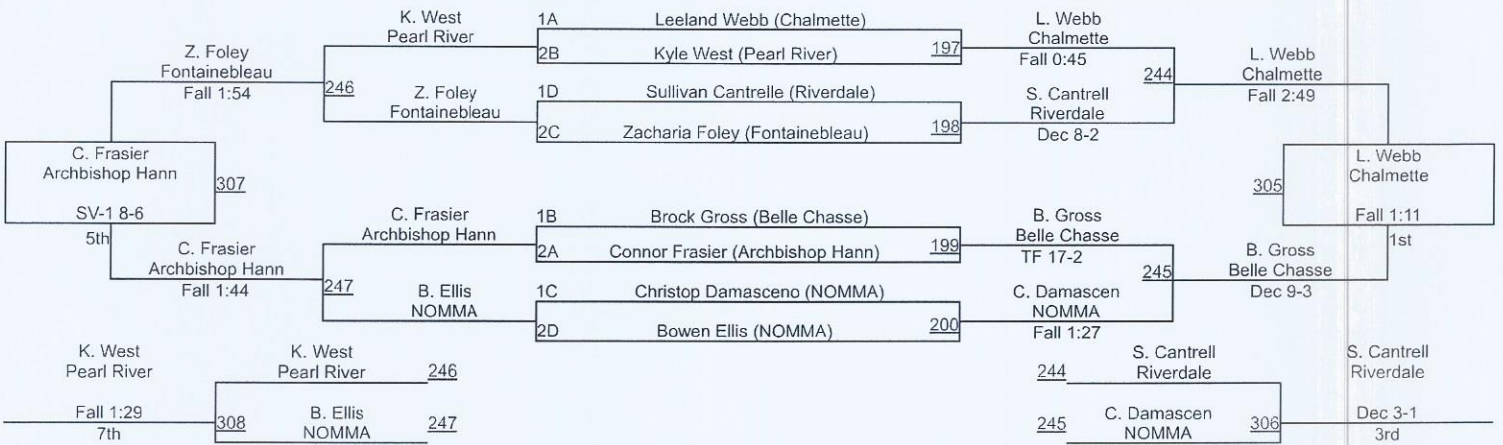 K. West
Pearl River
1A
Leeland Webb (Chalmette)
L. Webb
Chalmette
Z. Foley
Fontainebleau
2B
Kyle West (Pearl River)
197
Fall 0:45
L. Webb
Chalmette
Fall 1:54
246
244
Fall 2:49
Z. Foley
Fontainebleau
1D
Sullivan Cantrelle (Riverdale)
S. Cantrell
Riverdale
2C
Zacharia Foley (Fontainebleau)
198
Dec 8-2
C. Frasier
Archbishop Hann
307
SV-1 8-6
5th
305
L. Webb
Chalmette
Fall 1:11
1st
C. Frasier
Archbishop Hann
1B
Brock Gross (Belle Chasse)
B. Gross
Belle Chasse
2A
Connor Frasier (Archbishop Hann)
199
TF 17-2
C. Frasier
Archbishop Hann
Fall 1:44
247
245
B. Gross
Belle Chasse
Dec 9-3
B. Ellis
NOMMA
1C
Christop Damasceno (NOMMA)
C. Damascen
NOMMA
2D
Bowen Ellis (NOMMA)
200
Fall 1:27
K. West
Pearl River
K. West
Pearl River
246
Fall 1:29
7th
308
B. Ellis
NOMMA
247
244
S. Cantrell
Riverdale
S. Cantrell
Riverdale
245
C. Damascen
NOMMA
306
Dec 3-1
3rd